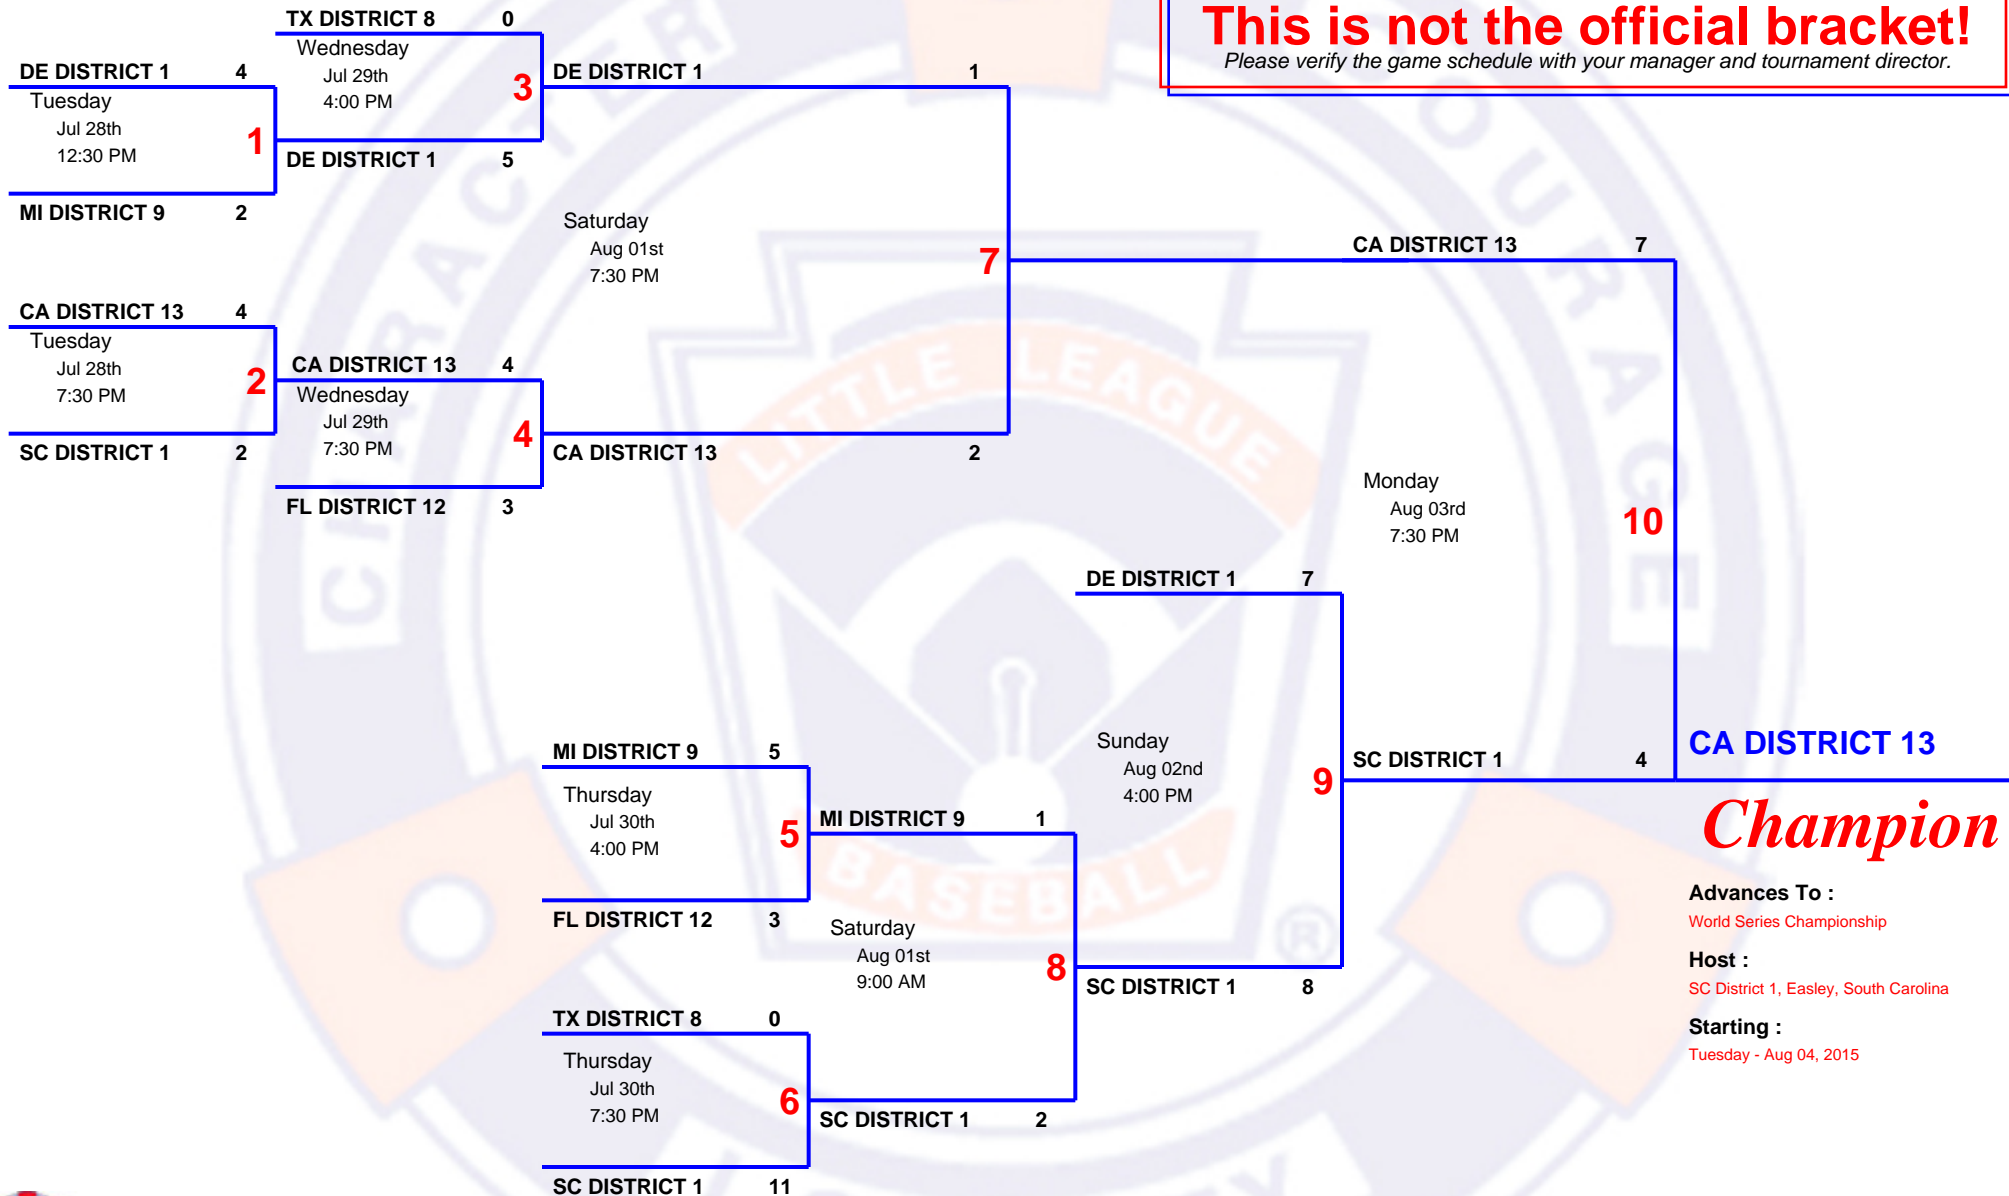 This is not the official bracket!
Please verify the game schedule with your manager and tournament director.
TX DISTRICT 8 0
Wednesday
Jul 29th
4:00 PM
3
DE DISTRICT 1 5
DE DISTRICT 1 4
Tuesday
Jul 28th
12:30 PM
1
MI DISTRICT 9 2
DE DISTRICT 1 1
Saturday
Aug 01st
7:30 PM
7
CA DISTRICT 13 2
CA DISTRICT 13 4
Tuesday
Jul 28th
7:30 PM
2
SC DISTRICT 1 2
CA DISTRICT 13 4
Wednesday
Jul 29th
7:30 PM
4
FL DISTRICT 12 3
CA DISTRICT 13 7
Monday
Aug 03rd
7:30 PM
10
SC DISTRICT 1 4
DE DISTRICT 1 7
Sunday
Aug 02nd
4:00 PM
9
SC DISTRICT 1 8
MI DISTRICT 9 5
Thursday
Jul 30th
4:00 PM
5
FL DISTRICT 12 3
MI DISTRICT 9 1
Saturday
Aug 01st
9:00 AM
8
SC DISTRICT 1 2
TX DISTRICT 8 0
Thursday
Jul 30th
7:30 PM
6
SC DISTRICT 1 11
CA DISTRICT 13
Champion
Advances To :
World Series Championship
Host :
SC District 1, Easley, South Carolina
Starting :
Tuesday - Aug 04, 2015
CHARACTER
COURAGE
LITTLE LEAGUE
BASEBALL
®